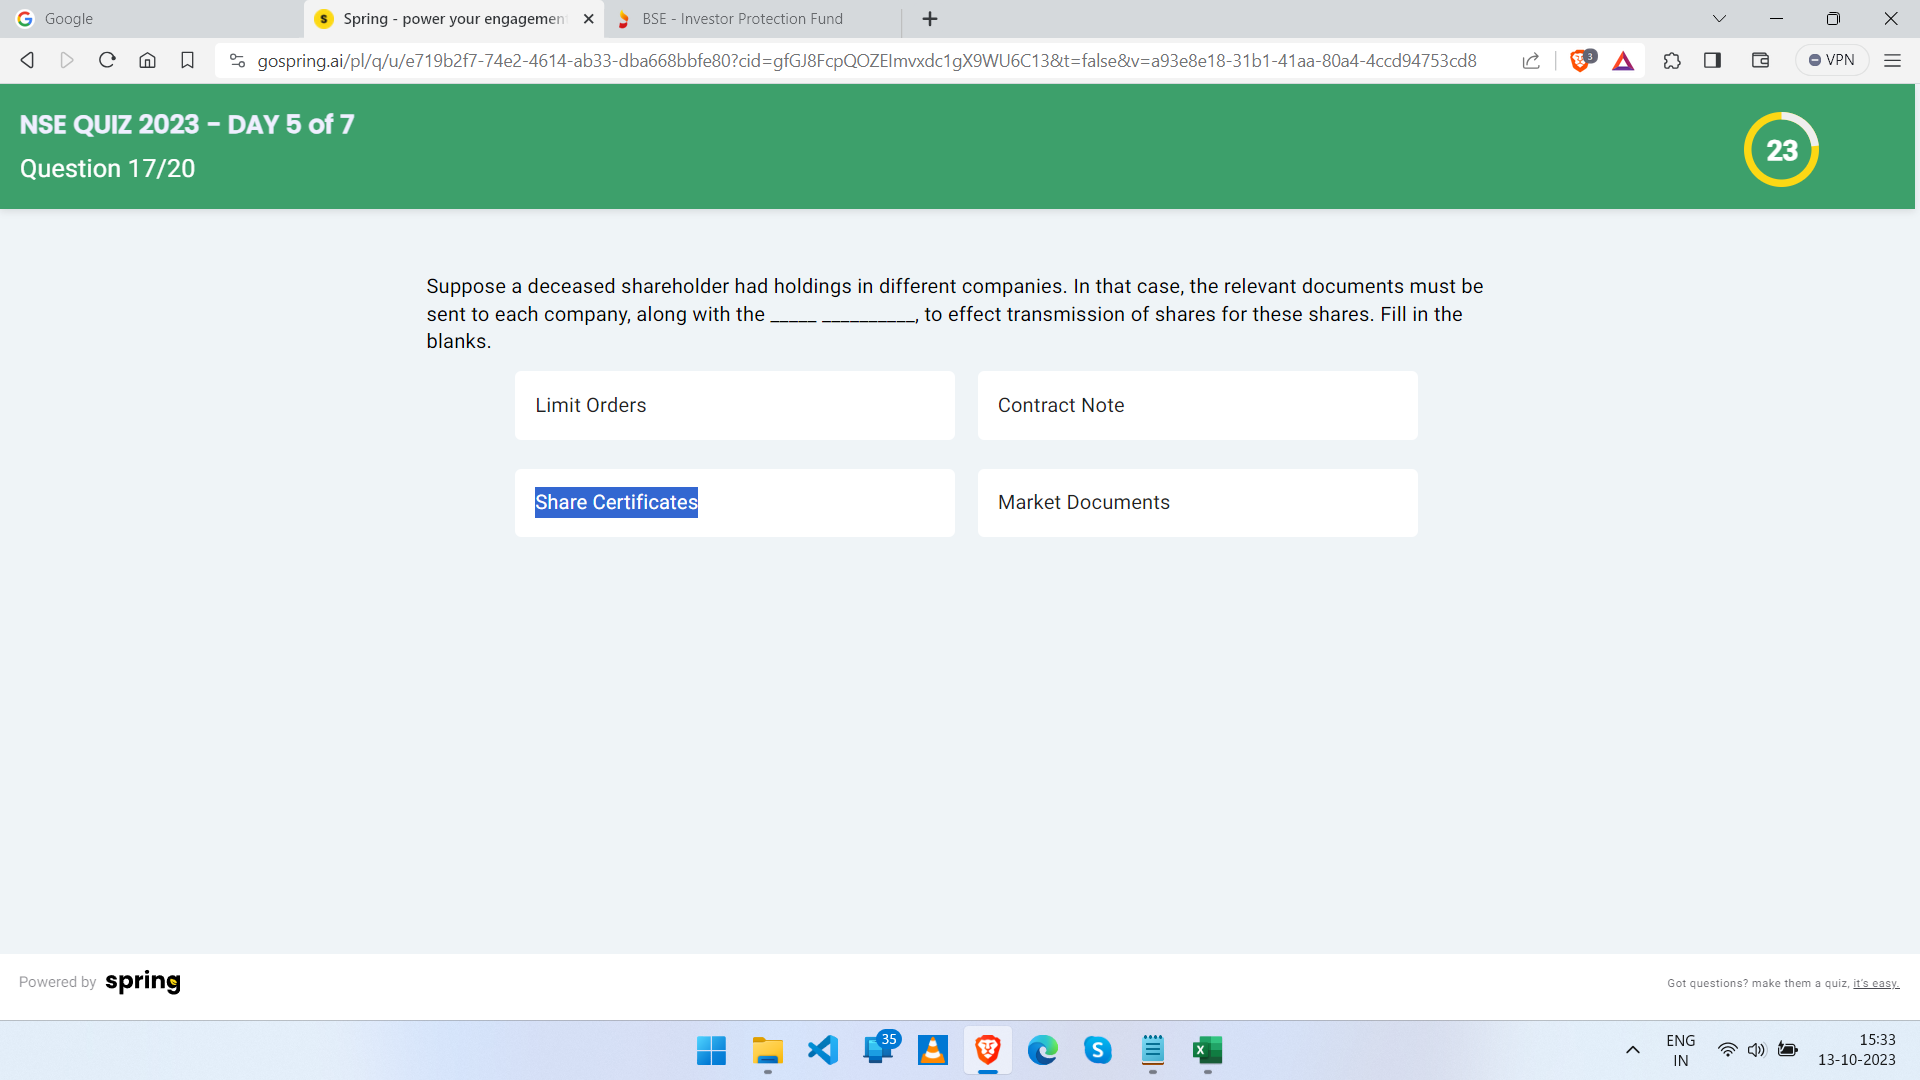 Google
Spring - power your engagemen
BSE - Investor Protection Fund
gospring.ai/pl/q/u/e719b2f7-74e2-4614-ab33-dba668bbfe80?cid=gfGJ8FcpQOZEImvxdc1gX9WU6C13&t=false&v=a93e8e18-31b1-41aa-80a4-4ccd94753cd8
3
VPN
NSE QUIZ 2023 - DAY 5 of 7
Question 17/20
23
Suppose a deceased shareholder had holdings in different companies. In that case, the relevant documents must be
sent to each company, along with the _____ __________, to effect transmission of shares for these shares. Fill in the
blanks.
Limit Orders
Contract Note
Share Certificates
Market Documents
Powered by spring
Got questions? make them a quiz, it's easy.
35
ENG
IN
15:33
13-10-2023